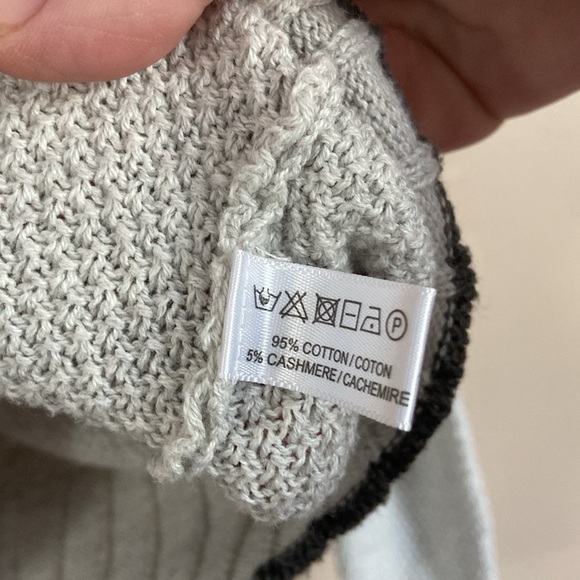 P
95% COTTON/COTON
5% CASHMERE/CACHEMIRE